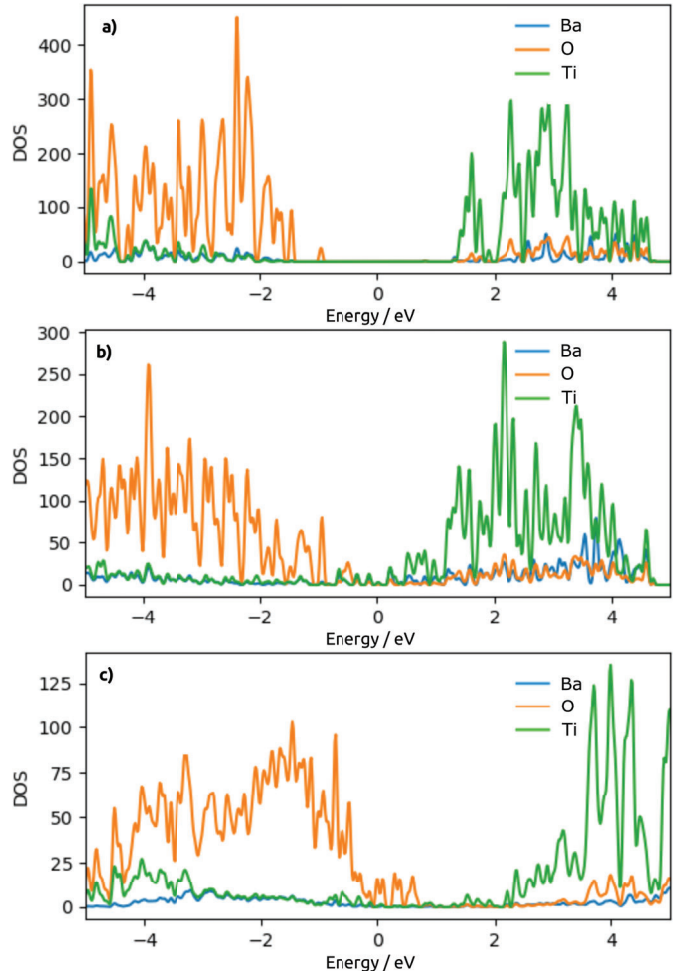 a)
Ba
O
Ti
400
300
200
100
0
DOS
−4 −2 0 2 4
Energy / eV
b)
Ba
O
Ti
300
250
200
150
100
50
0
DOS
−4 −2 0 2 4
Energy / eV
c)
Ba
O
Ti
125
100
75
50
25
0
DOS
−4 −2 0 2 4
Energy / eV